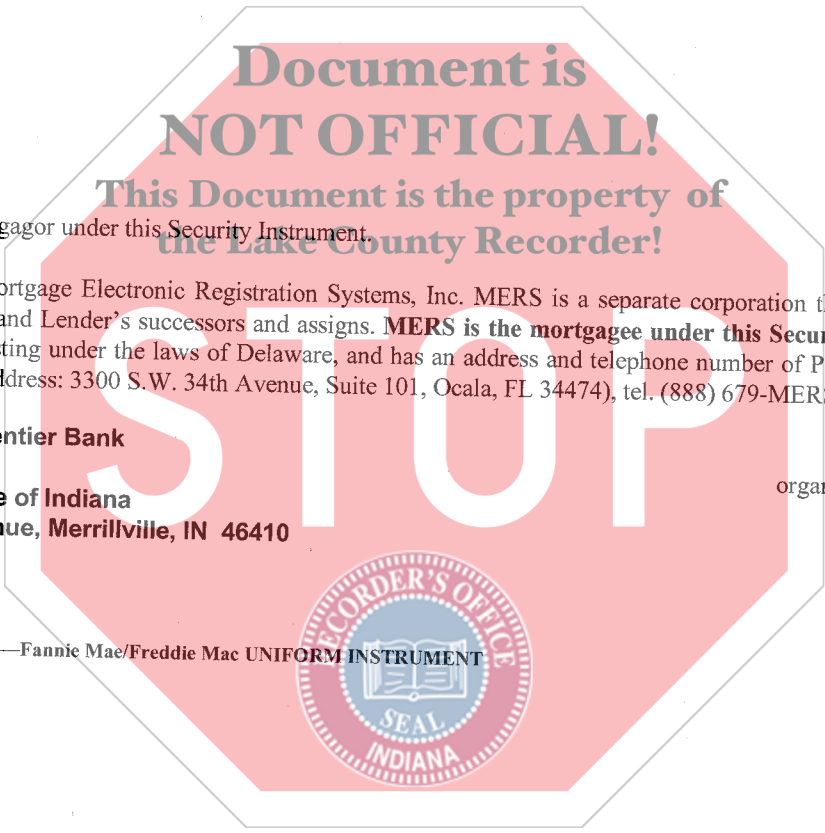 Document is
NOT OFFICIAL!
This Document is the property of
the Lake County Recorder!
gagor under this Security Instrument.
ortgage Electronic Registration Systems, Inc. MERS is a separate corporation t
and Lender's successors and assigns. MERS is the mortgagee under this Secur
ting under the laws of Delaware, and has an address and telephone number of P
ddress: 3300 S.W. 34th Avenue, Suite 101, Ocala, FL 34474), tel. (888) 679-MERS
entier Bank
STOP
organ
e of Indiana
nue, Merrillville, IN 46410
—Fannie Mae/Freddie Mac UNIFORM INSTRUMENT
RECORDER'S OFFICE
SEAL
INDIANA